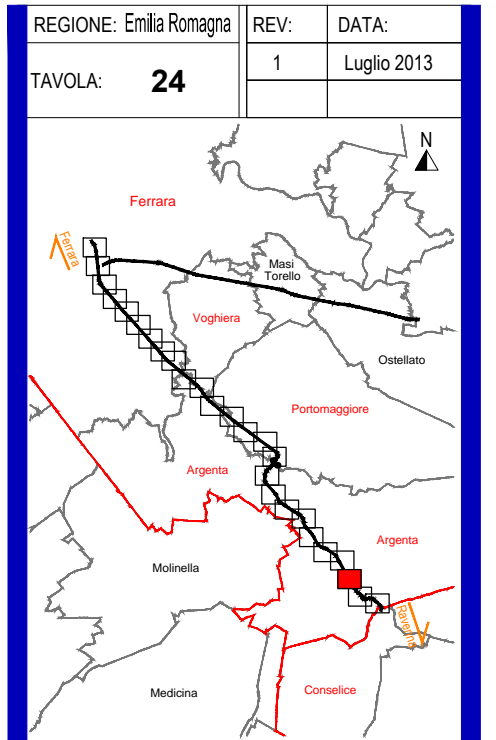 REGIONE: Emilia Romagna
REV:
DATA:
1
Luglio 2013
TAVOLA: 24
N
Ferrara
Ferrara
Masi
Torello
Voghiera
Ostellato
Portomaggiore
Argenta
Argenta
Molinella
Ravenna
Medicina
Conselice